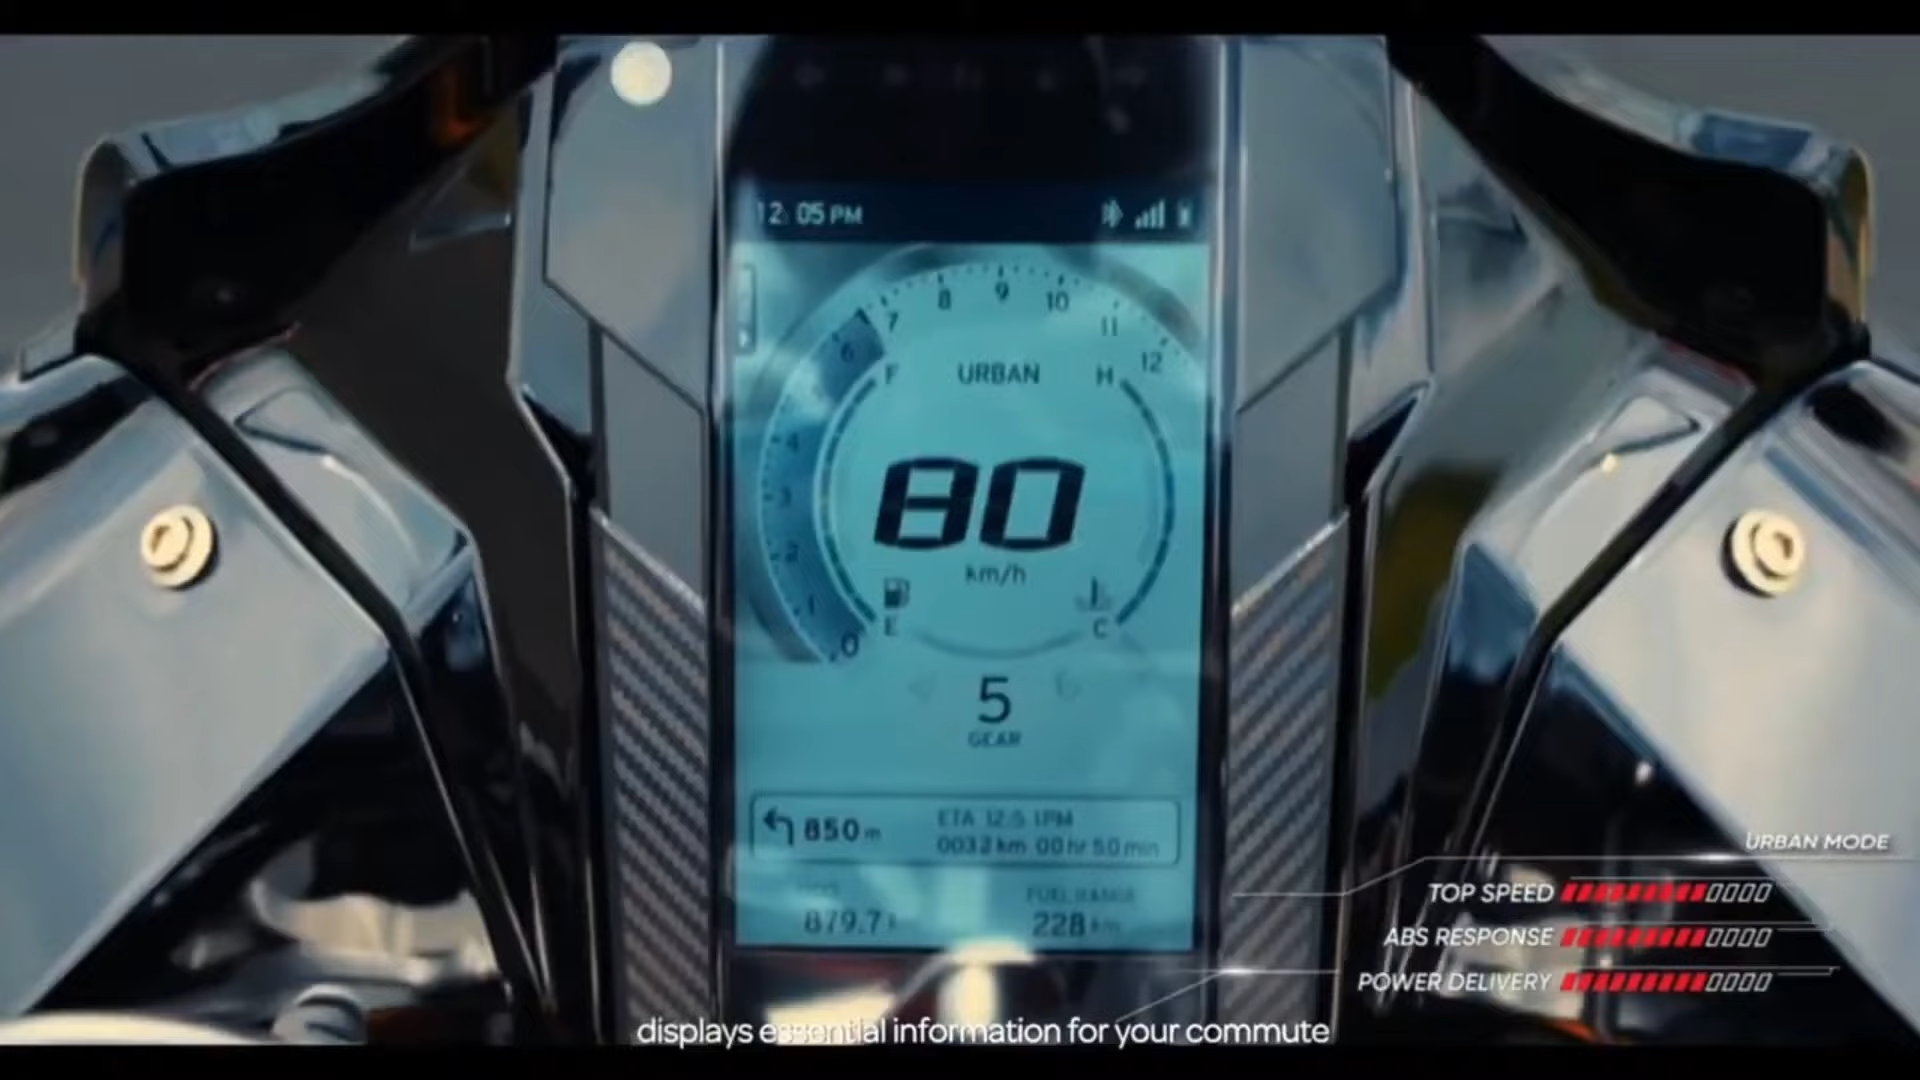 12:05 PM
8 9 10
7 11
6 12
F URBAN H
4
3
80
2
km/h
1
E C
0
5
GEAR
850 m ETA 12:51PM
0032 km 00 hr 50 min
FUEL RANGE
879.7 228 km
URBAN MODE
TOP SPEED
ABS RESPONSE
POWER DELIVERY
displays essential information for your commute